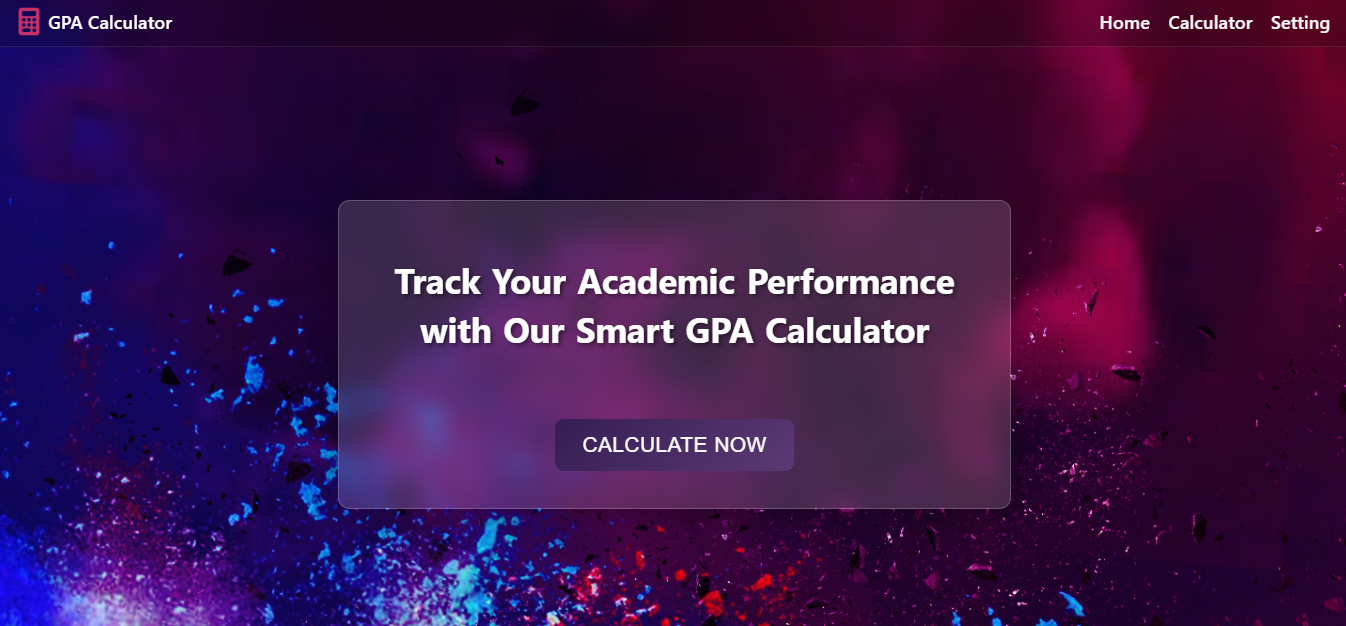 GPA Calculator
Home Calculator Setting
Track Your Academic Performance
with Our Smart GPA Calculator
CALCULATE NOW